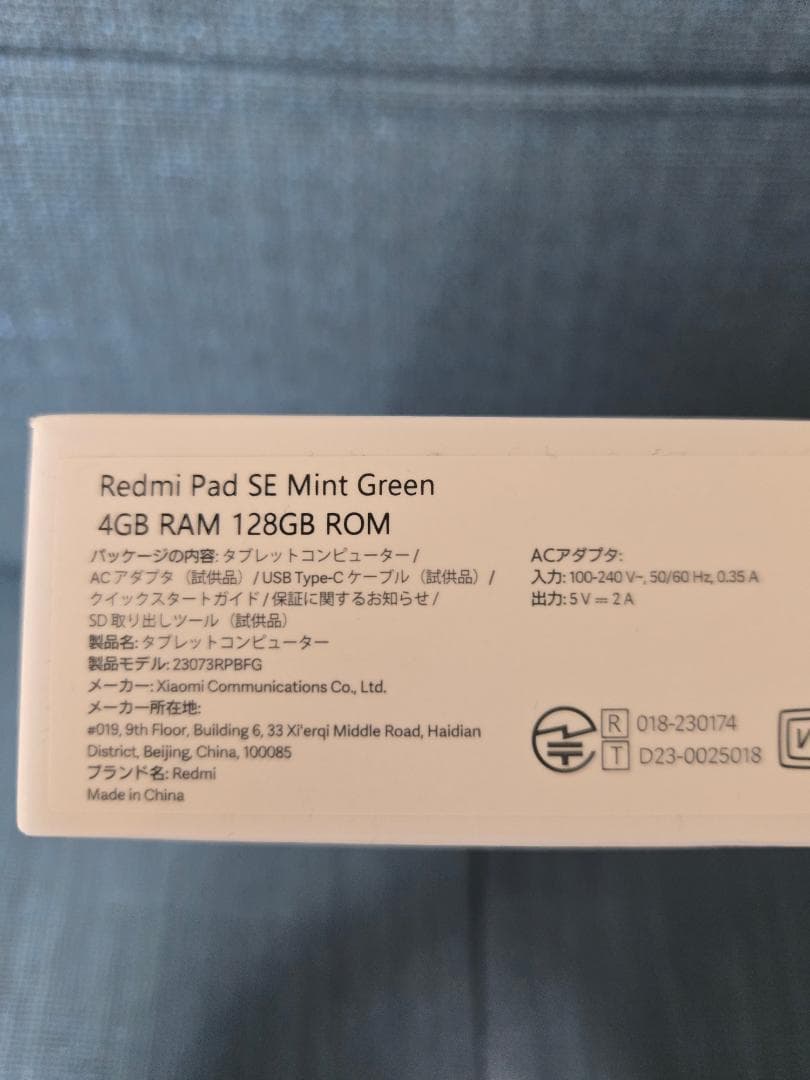 Redmi Pad SE Mint Green
4GB RAM 128GB ROM
パッケージの内容: タブレットコンピューター /
ACアダプタ（試供品）/ USB Type-C ケーブル（試供品）/
クイックスタートガイド / 保証に関するお知らせ /
SD 取り出しツール（試供品）
製品名: タブレットコンピューター
製品モデル: 23073RPBFG
メーカー: Xiaomi Communications Co., Ltd.
メーカー所在地:
#019, 9th Floor, Building 6, 33 Xi'erqi Middle Road, Haidian
District, Beijing, China, 100085
ブランド名: Redmi
Made in China
ACアダプタ:
入力: 100-240 V~, 50/60 Hz, 0.35 A
出力: 5 V ⎓ 2 A
R 018-230174
T D23-0025018